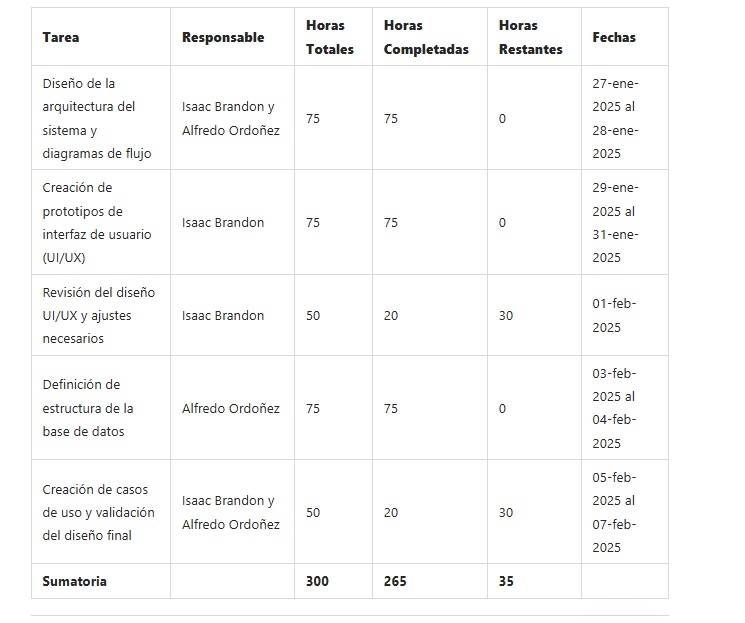 Tarea Responsable Horas Totales Horas Completadas Horas Restantes Fechas
Diseño de la arquitectura del sistema y diagramas de flujo Isaac Brandon y Alfredo Ordoñez 75 75 0 27-ene-2025 al 28-ene-2025
Creación de prototipos de interfaz de usuario (UI/UX) Isaac Brandon 75 75 0 29-ene-2025 al 31-ene-2025
Revisión del diseño UI/UX y ajustes necesarios Isaac Brandon 50 20 30 01-feb-2025
Definición de estructura de la base de datos Alfredo Ordoñez 75 75 0 03-feb-2025 al 04-feb-2025
Creación de casos de uso y validación del diseño final Isaac Brandon y Alfredo Ordoñez 50 20 30 05-feb-2025 al 07-feb-2025
Sumatoria 300 265 35